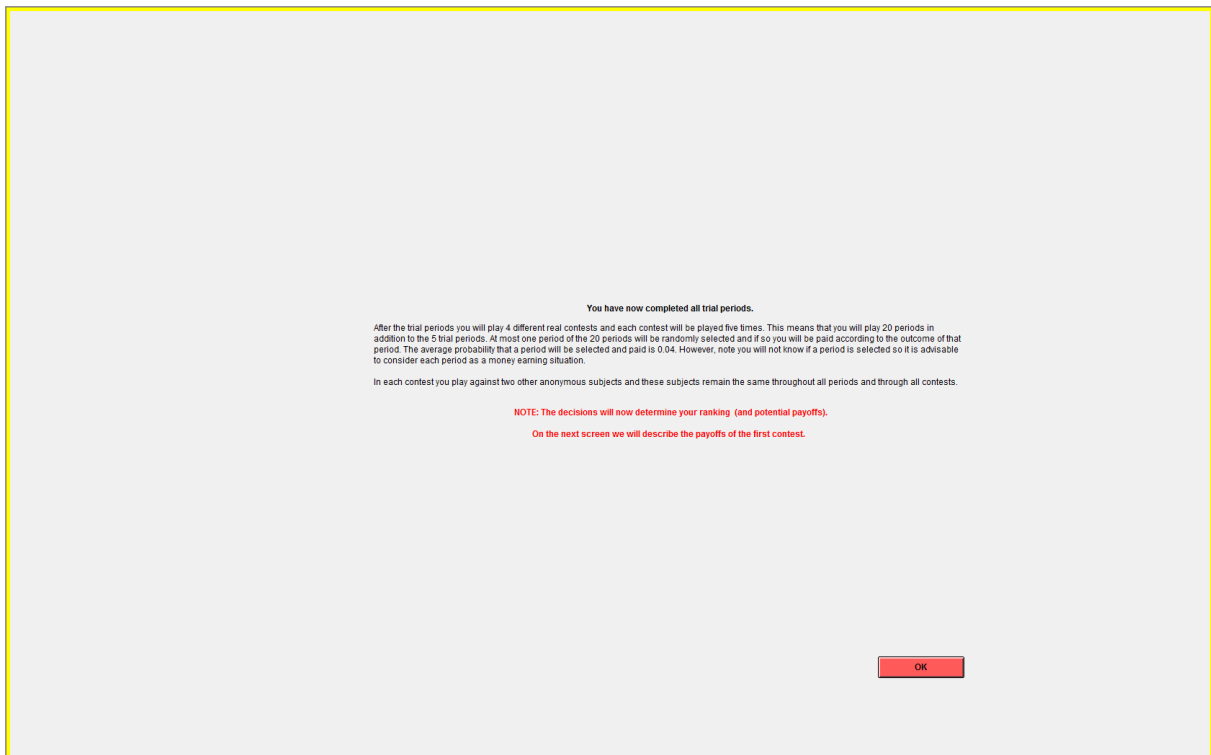 You have now completed all trial periods.
After the trial periods you will play 4 different real contests and each contest will be played five times. This means that you will play 20 periods in
addition to the 5 trial periods. At most one period of the 20 periods will be randomly selected and if so you will be paid according to the outcome of that
period. The average probability that a period will be selected and paid is 0.04. However, note you will not know if a period is selected so it is advisable
to consider each period as a money earning situation.
In each contest you play against two other anonymous subjects and these subjects remain the same throughout all periods and through all contests.
NOTE: The decisions will now determine your ranking (and potential payoffs).
On the next screen we will describe the payoffs of the first contest.
OK